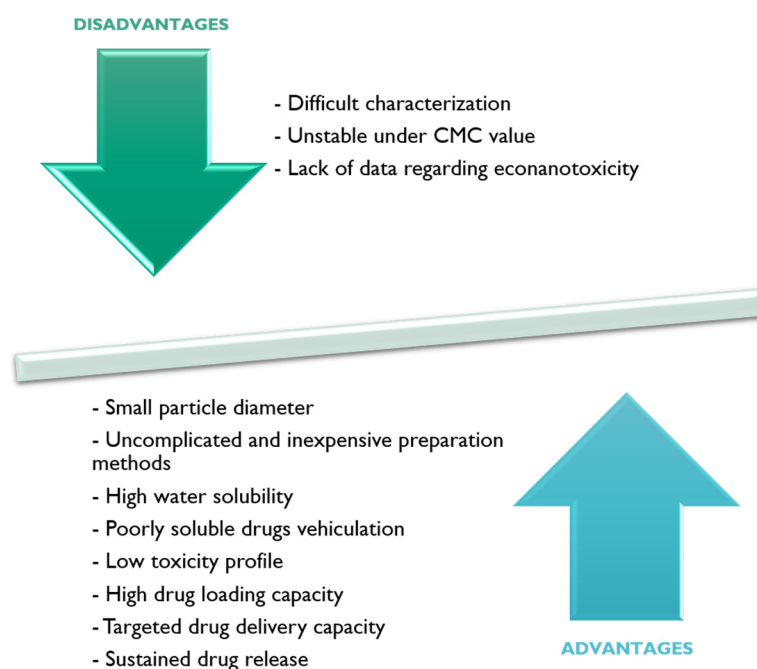 DISADVANTAGES
- Difficult characterization
- Unstable under CMC value
- Lack of data regarding econanotoxicity
- Small particle diameter
- Uncomplicated and inexpensive preparation
methods
- High water solubility
- Poorly soluble drugs vehiculation
- Low toxicity profile
- High drug loading capacity
- Targeted drug delivery capacity
- Sustained drug release
ADVANTAGES